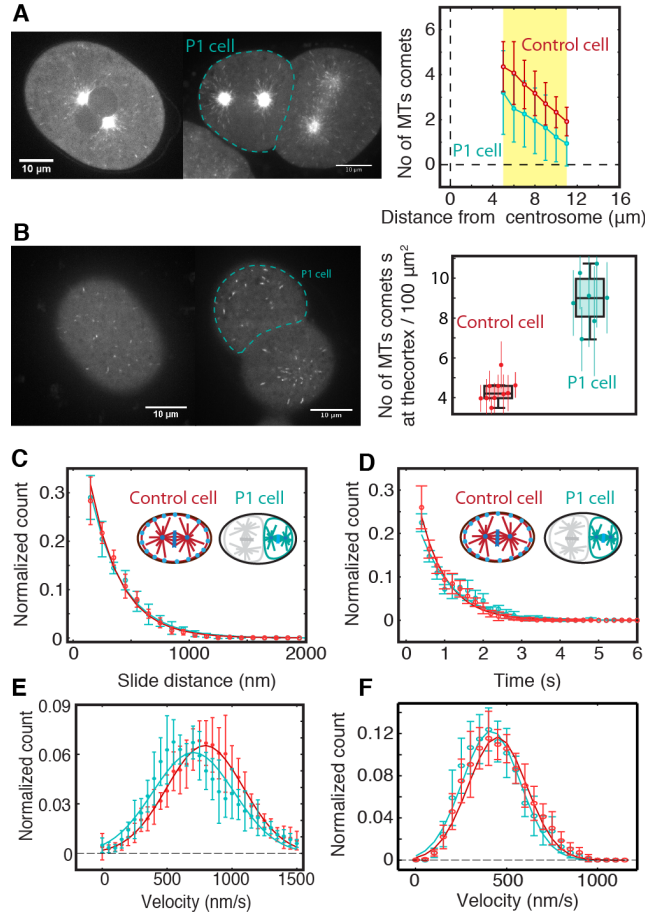 A
P1 cell
10 µm
10 µm
No of MTs comets
6
4
2
0
Control cell
P1 cell
0
4
8
12
16
Distance from centrosome (µm)
B
P1 cell
10 µm
10 µm
No of MTs comets s
at thecortex / 100 µm²
10
8
6
4
Control cell
P1 cell
C
Normalized count
0.3
0.2
0.1
0
Control cell P1 cell
0 1000 2000
Slide distance (nm)
D
Normalized count
0.3
0.2
0.1
0
Control cell P1 cell
0 1 2 3 4 5 6
Time (s)
E
Normalized count
0.09
0.06
0.03
0
0 500 1000 1500
Velocity (nm/s)
F
Normalized count
0.12
0.08
0.04
0
0 500 1000
Velocity (nm/s)